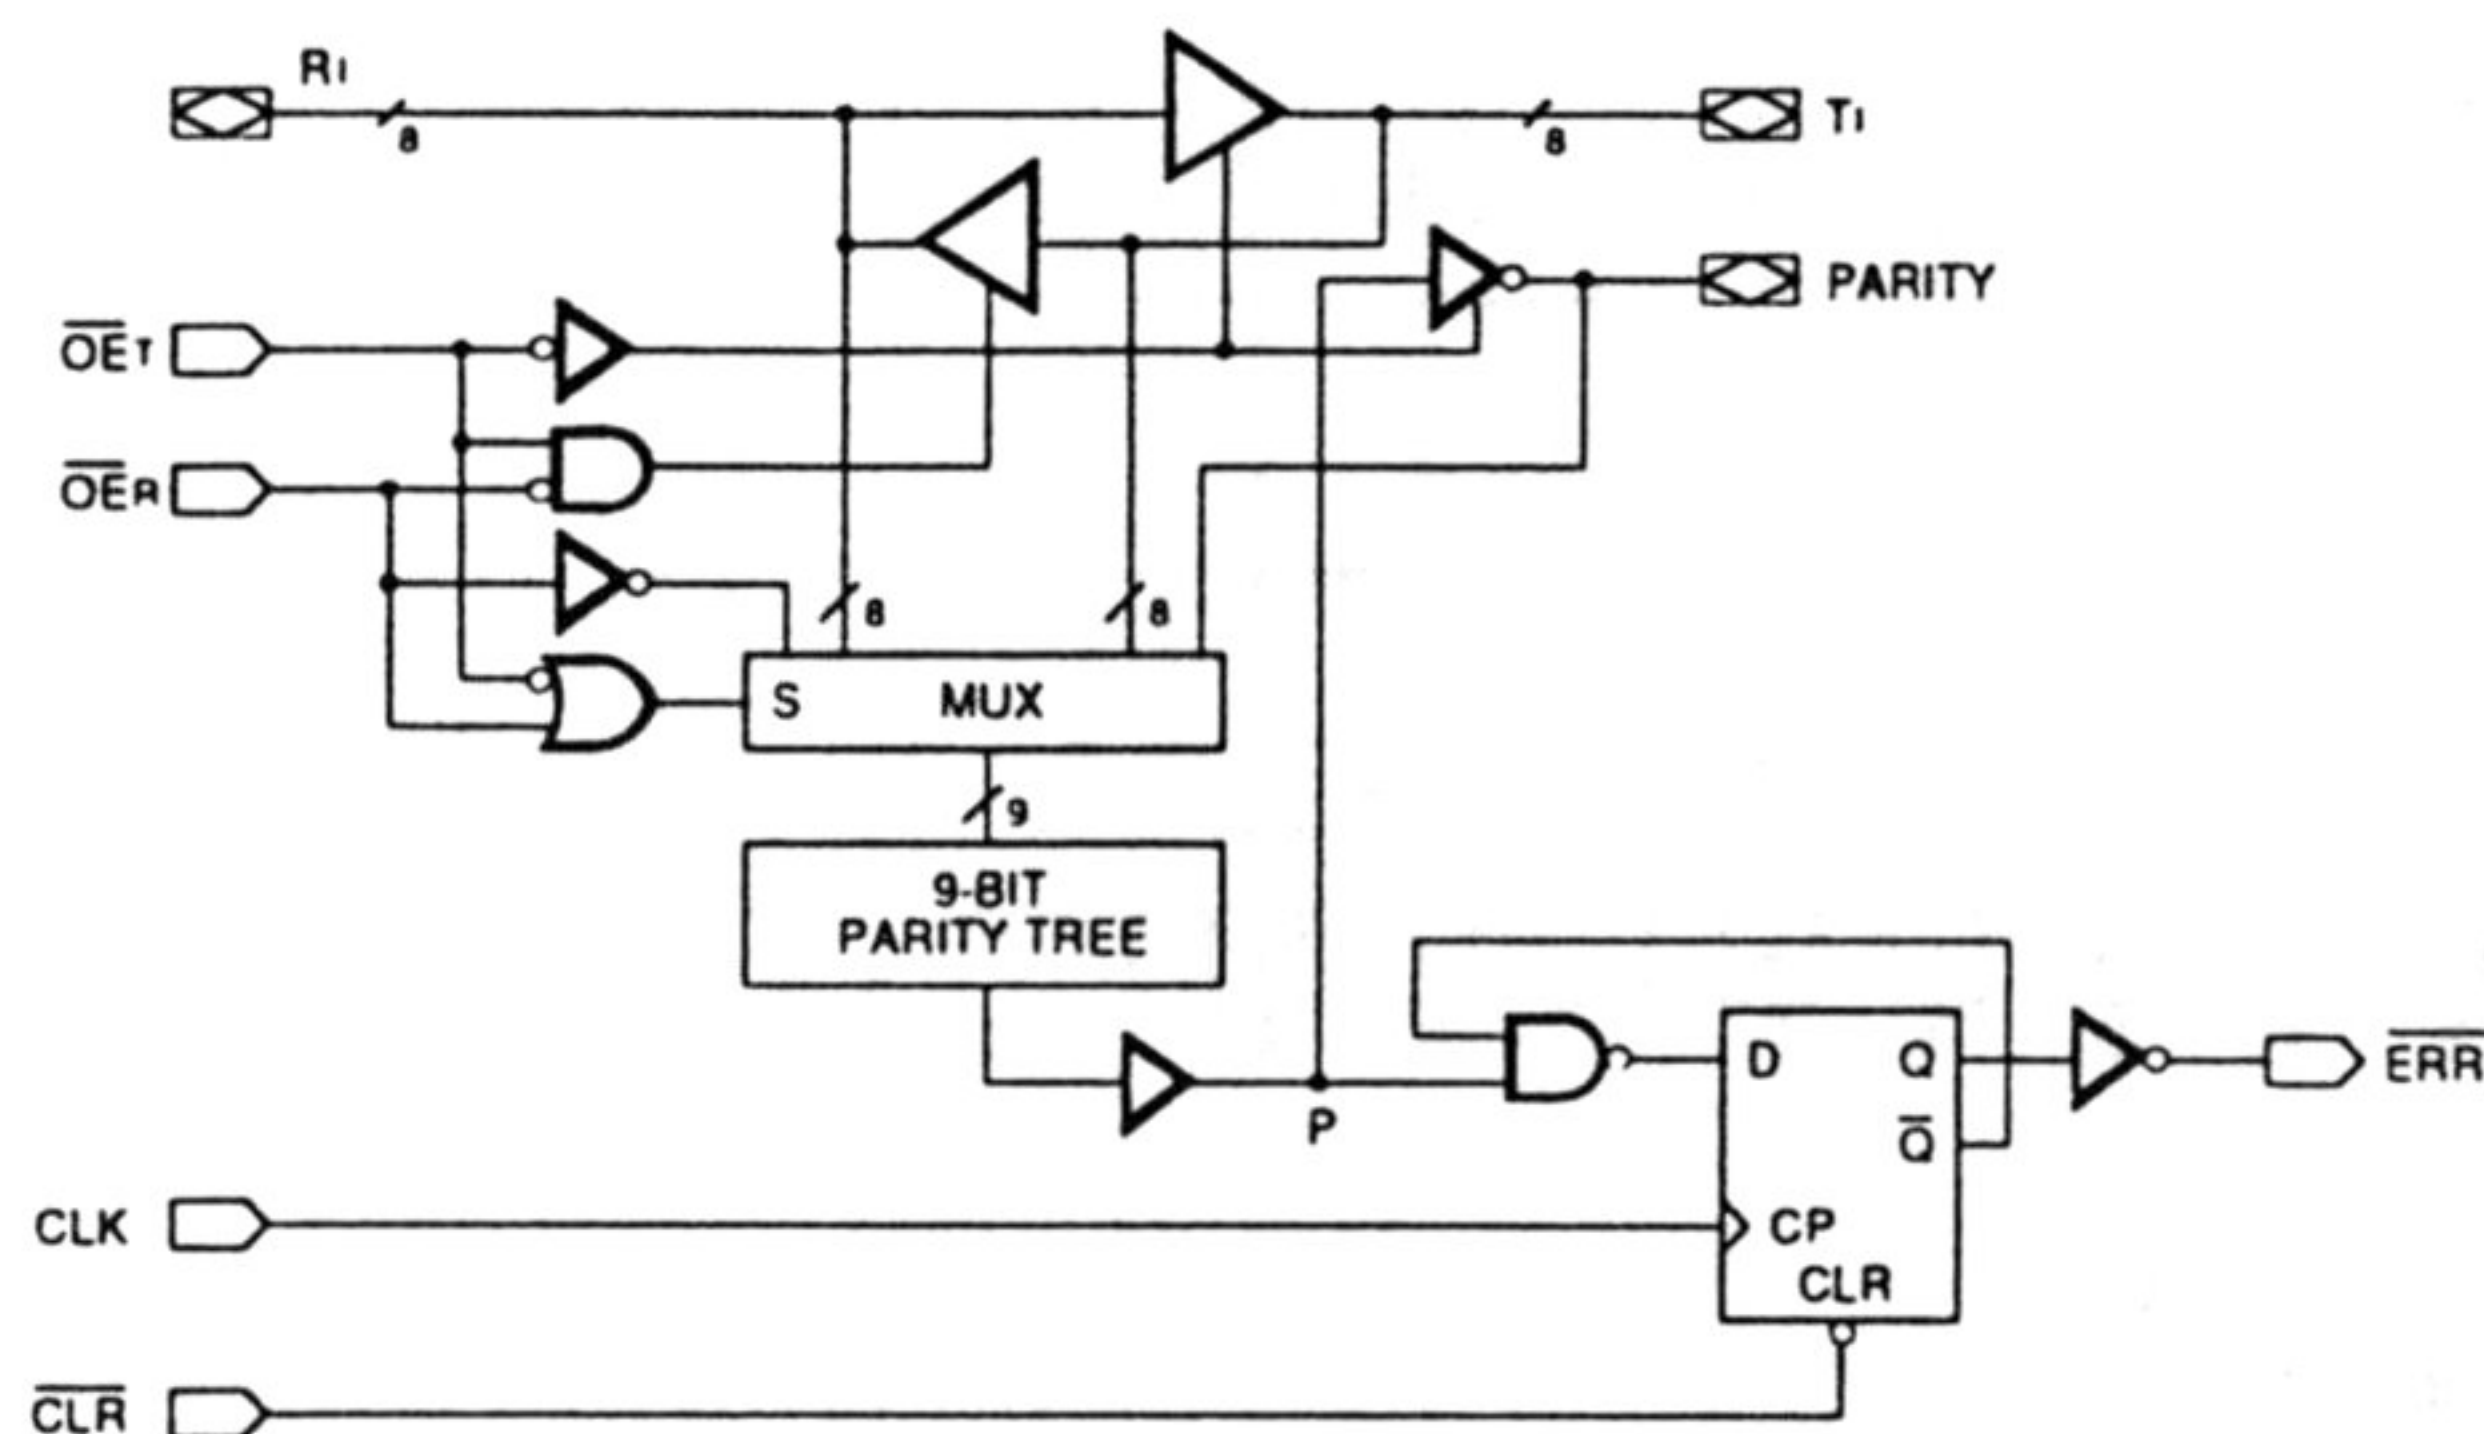 RI
8
8
TI
PARITY
OET
OER
8
8
S MUX
9
9-BIT
PARITY TREE
D Q
ERR
P
Q
CLK
CP
CLR
CLR